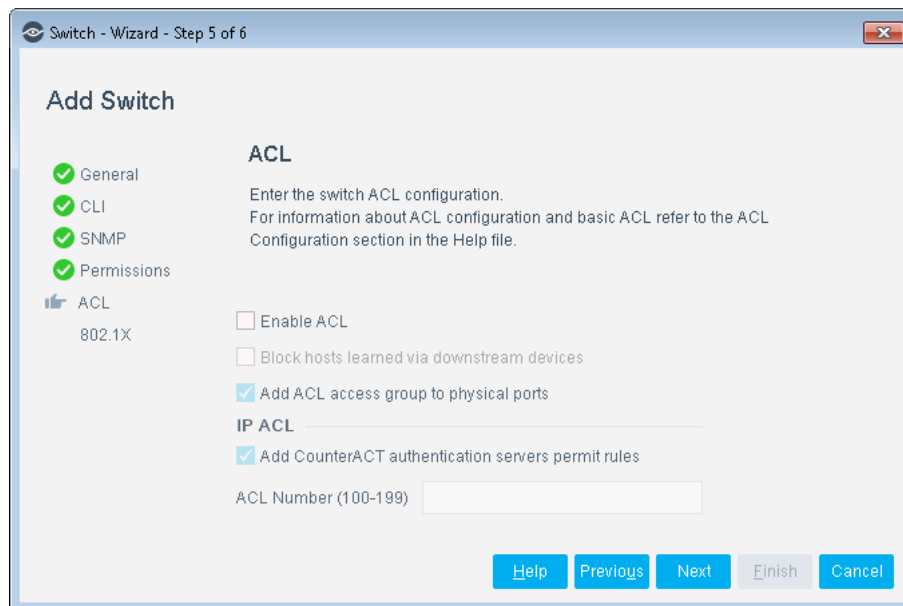 Switch - Wizard - Step 5 of 6
Add Switch
General
CLI
SNMP
Permissions
ACL
802.1X
ACL
Enter the switch ACL configuration.
For information about ACL configuration and basic ACL refer to the ACL
Configuration section in the Help file.
Enable ACL
Block hosts learned via downstream devices
Add ACL access group to physical ports
IP ACL
Add CounterACT authentication servers permit rules
ACL Number (100-199)
Help Previous Next Finish Cancel